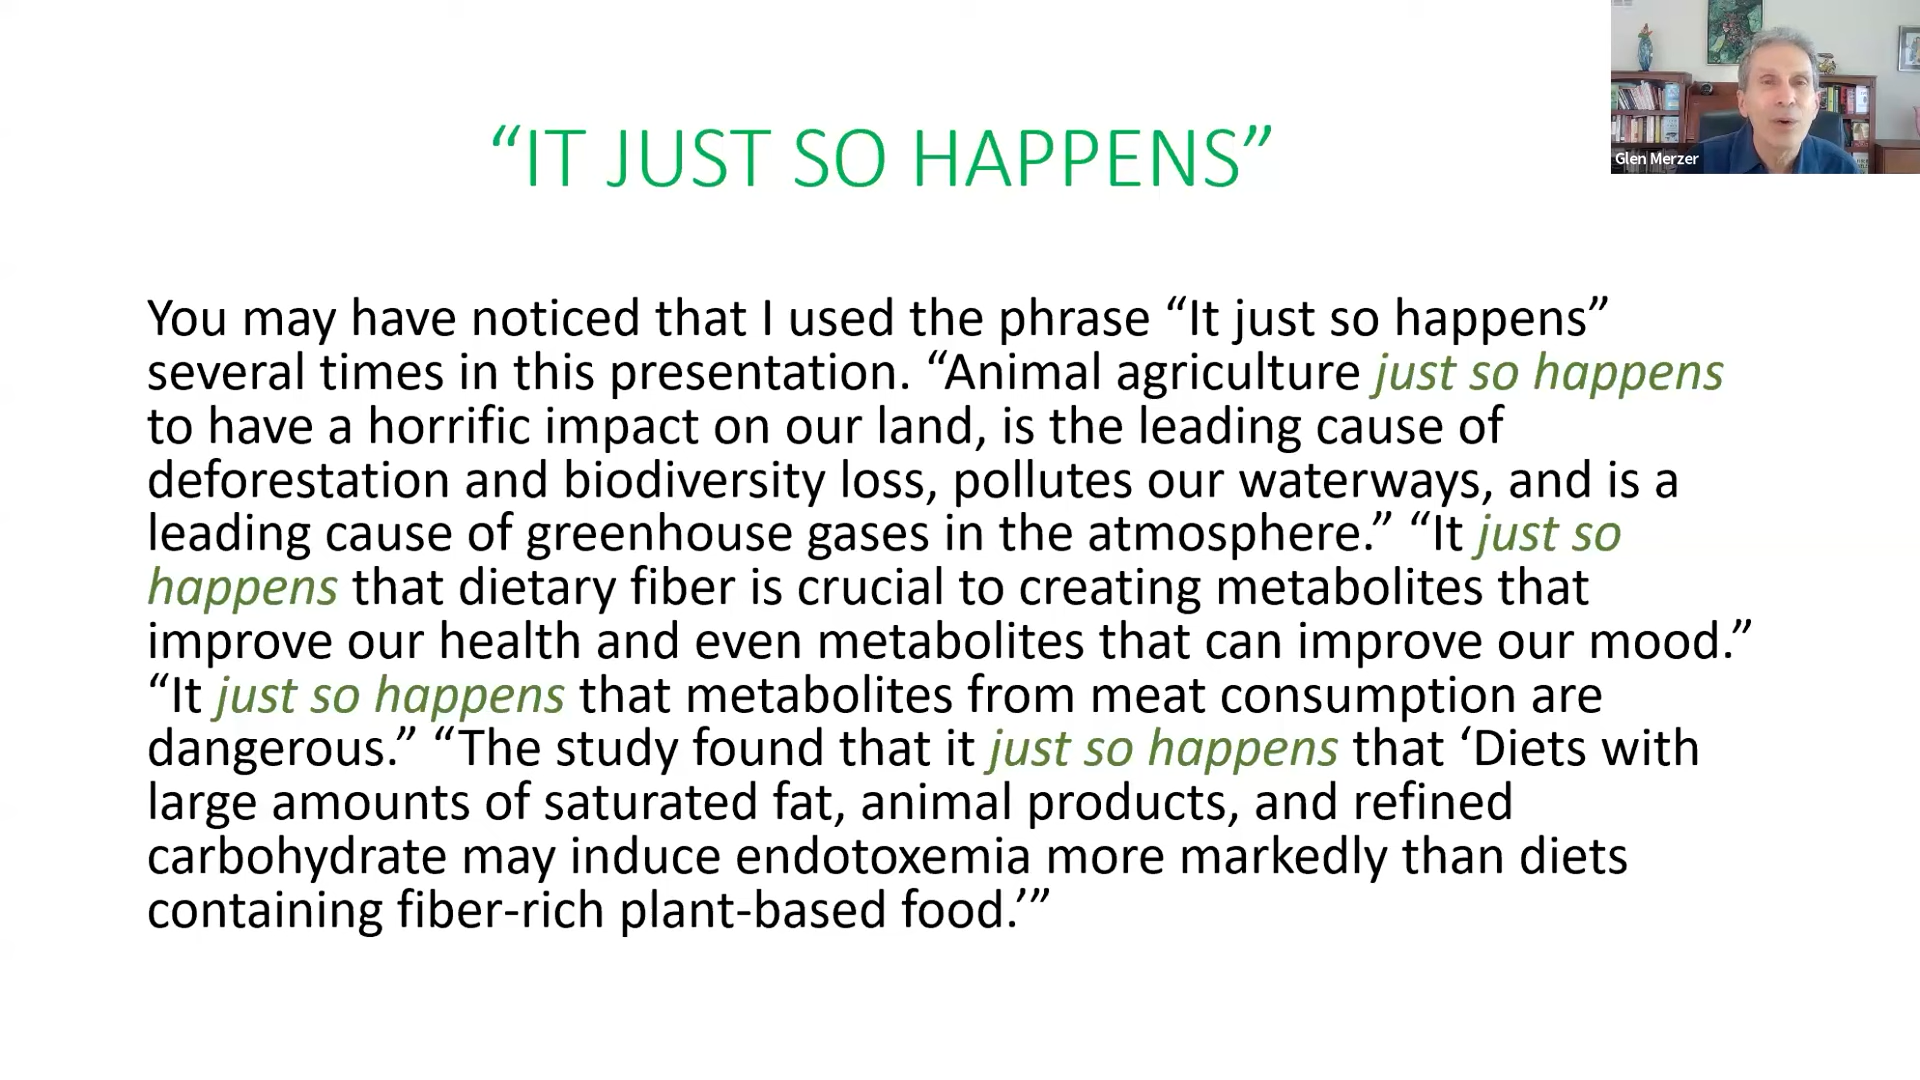 “IT JUST SO HAPPENS”
Glen Merzer
You may have noticed that I used the phrase “It just so happens”
several times in this presentation. “Animal agriculture just so happens
to have a horrific impact on our land, is the leading cause of
deforestation and biodiversity loss, pollutes our waterways, and is a
leading cause of greenhouse gases in the atmosphere.” “It just so
happens that dietary fiber is crucial to creating metabolites that
improve our health and even metabolites that can improve our mood.”
“It just so happens that metabolites from meat consumption are
dangerous.” “The study found that it just so happens that ‘Diets with
large amounts of saturated fat, animal products, and refined
carbohydrate may induce endotoxemia more markedly than diets
containing fiber-rich plant-based food.’”